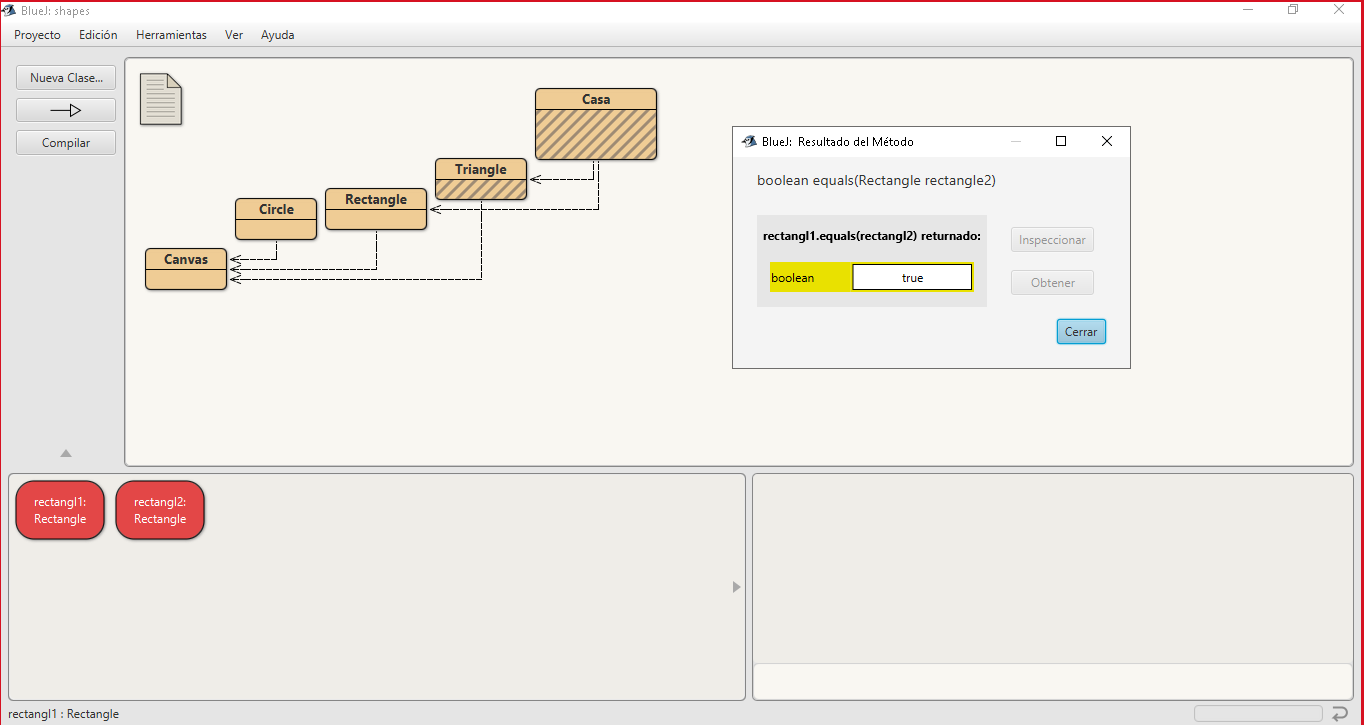 BlueJ: shapes
Proyecto Edición Herramientas Ver Ayuda
Nueva Clase...
Compilar
Casa
Triangle
Rectangle
Circle
Canvas
BlueJ: Resultado del Método
boolean equals(Rectangle rectangle2)
rectangl1.equals(rectangl2) returnado:
boolean true
Inspeccionar
Obtener
Cerrar
rectangl1:
Rectangle
rectangl2:
Rectangle
rectangl1 : Rectangle